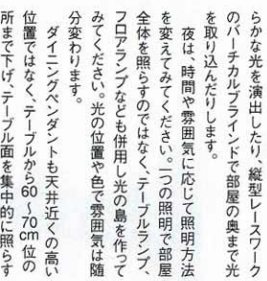 らかな光を演出したり、縦型レースワーク
のバーチカルブラインドで部屋の奥まで光
を取り込んだりします。
夜は、時間や雰囲気に応じて照明方法
を変えてみてください。一つの照明で部屋
全体を照らすのではなく、テーブルランプ、
フロアランプなども併用し光の島を作って
みてください。光の位置や色で雰囲気は随
分変わります。
ダイニングペンダントも天井近くの高い
位置ではなく、テーブルから60～70cm位の
所まで下げ、テーブル面を集中的に照らす